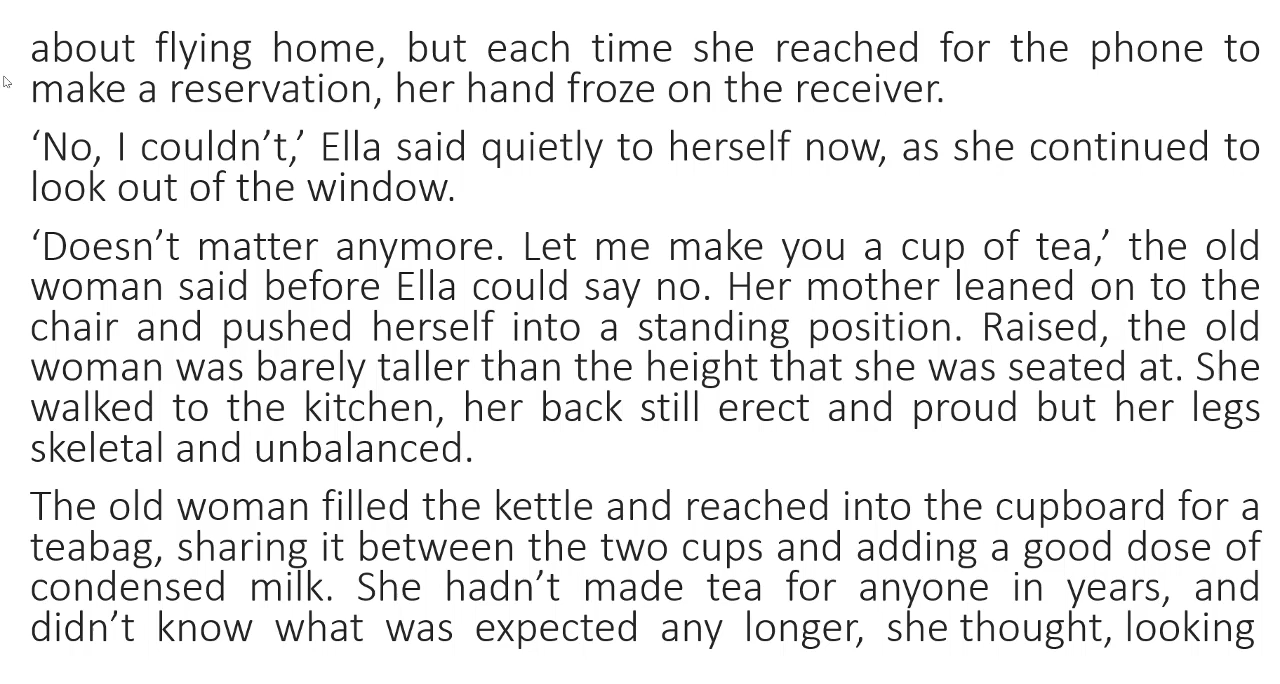 about flying home, but each time she reached for the phone to
make a reservation, her hand froze on the receiver.
‘No, I couldn’t,’ Ella said quietly to herself now, as she continued to
look out of the window.
‘Doesn’t matter anymore. Let me make you a cup of tea,’ the old
woman said before Ella could say no. Her mother leaned on to the
chair and pushed herself into a standing position. Raised, the old
woman was barely taller than the height that she was seated at. She
walked to the kitchen, her back still erect and proud but her legs
skeletal and unbalanced.
The old woman filled the kettle and reached into the cupboard for a
teabag, sharing it between the two cups and adding a good dose of
condensed milk. She hadn’t made tea for anyone in years, and
didn’t know what was expected any longer, she thought, looking